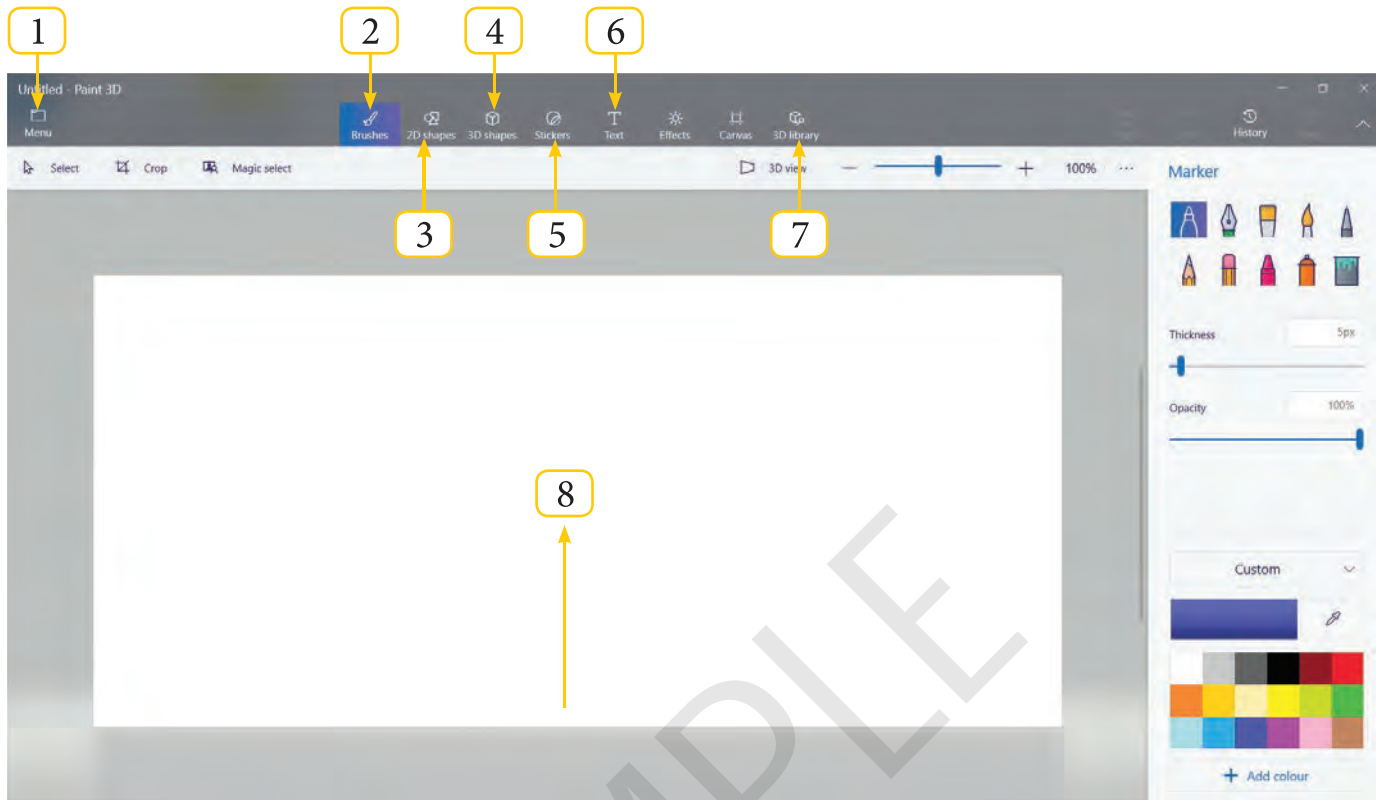 1
2
4
6
Untitled - Paint 3D
Menu
Brushes
2D shapes
3D shapes
Stickers
Text
Effects
Canvas
3D library
History
Select
Crop
Magic select
3D view
100%
...
Marker
3
5
7
Thickness
5px
Opacity
100%
8
Custom
Add colour